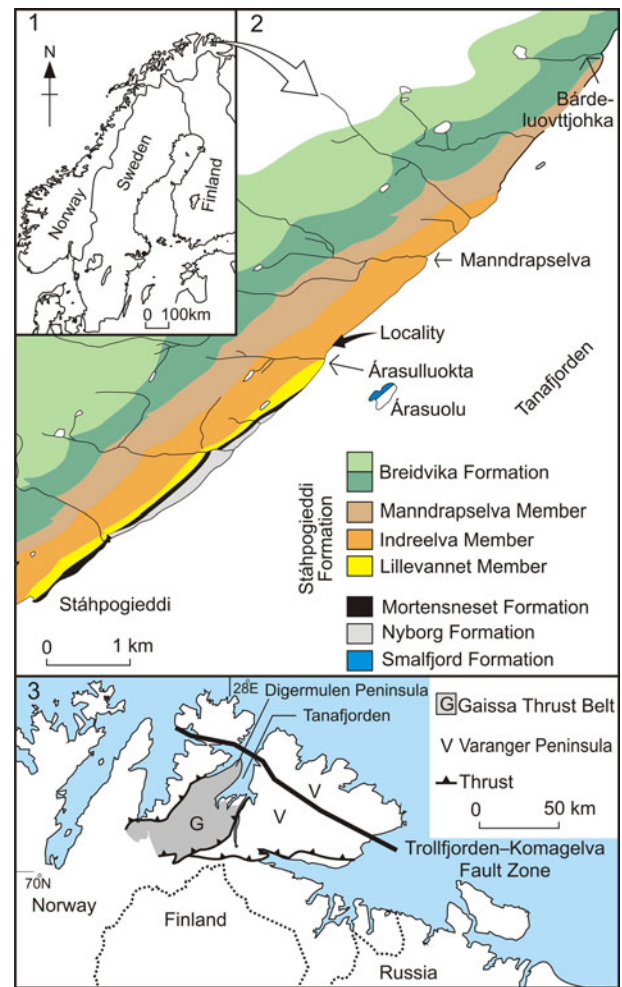 1
N
Norway
Sweden
Finland
0 100km
2
Bárde-
luovttjohka
Manndrapselva
Locality
Árasulluokta
Árasuolu
Tanafjorden
Stáhpogieddi
Formation
Breidvika Formation
Manndrapselva Member
Indreelva Member
Lillevannet Member
Mortensneset Formation
Nyborg Formation
Smalfjord Formation
Stáhpogieddi
0 1 km
3
28°E
Digermulen Peninsula
Tanafjorden
G Gaissa Thrust Belt
V Varanger Peninsula
Thrust
0 50 km
V
V
G
Trollfjorden–Komagelva
Fault Zone
70°N
Norway
Finland
Russia